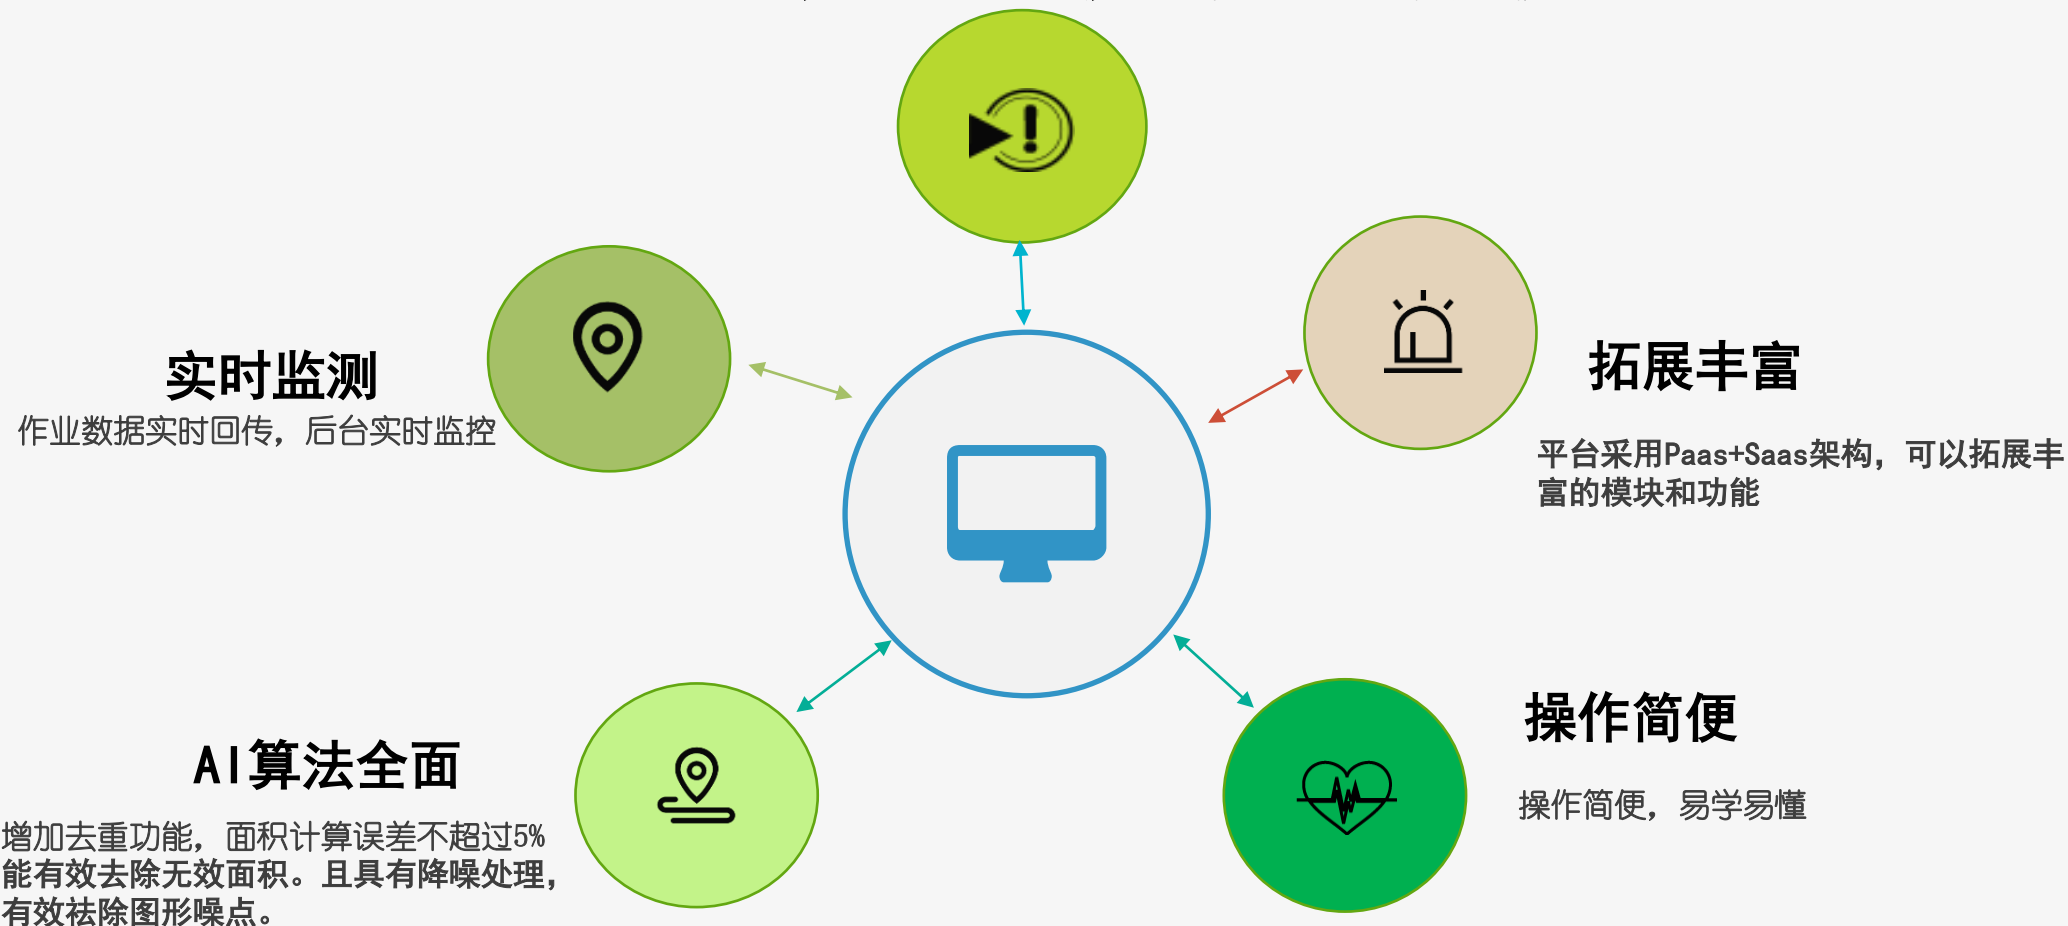 实时监测
作业数据实时回传，后台实时监控
拓展丰富
平台采用Paas+Saas架构，可以拓展丰
富的模块和功能
AI算法全面
增加去重功能，面积计算误差不超过5%
能有效去除无效面积。且具有降噪处理，
有效祛除图形噪点。
操作简便
操作简便，易学易懂